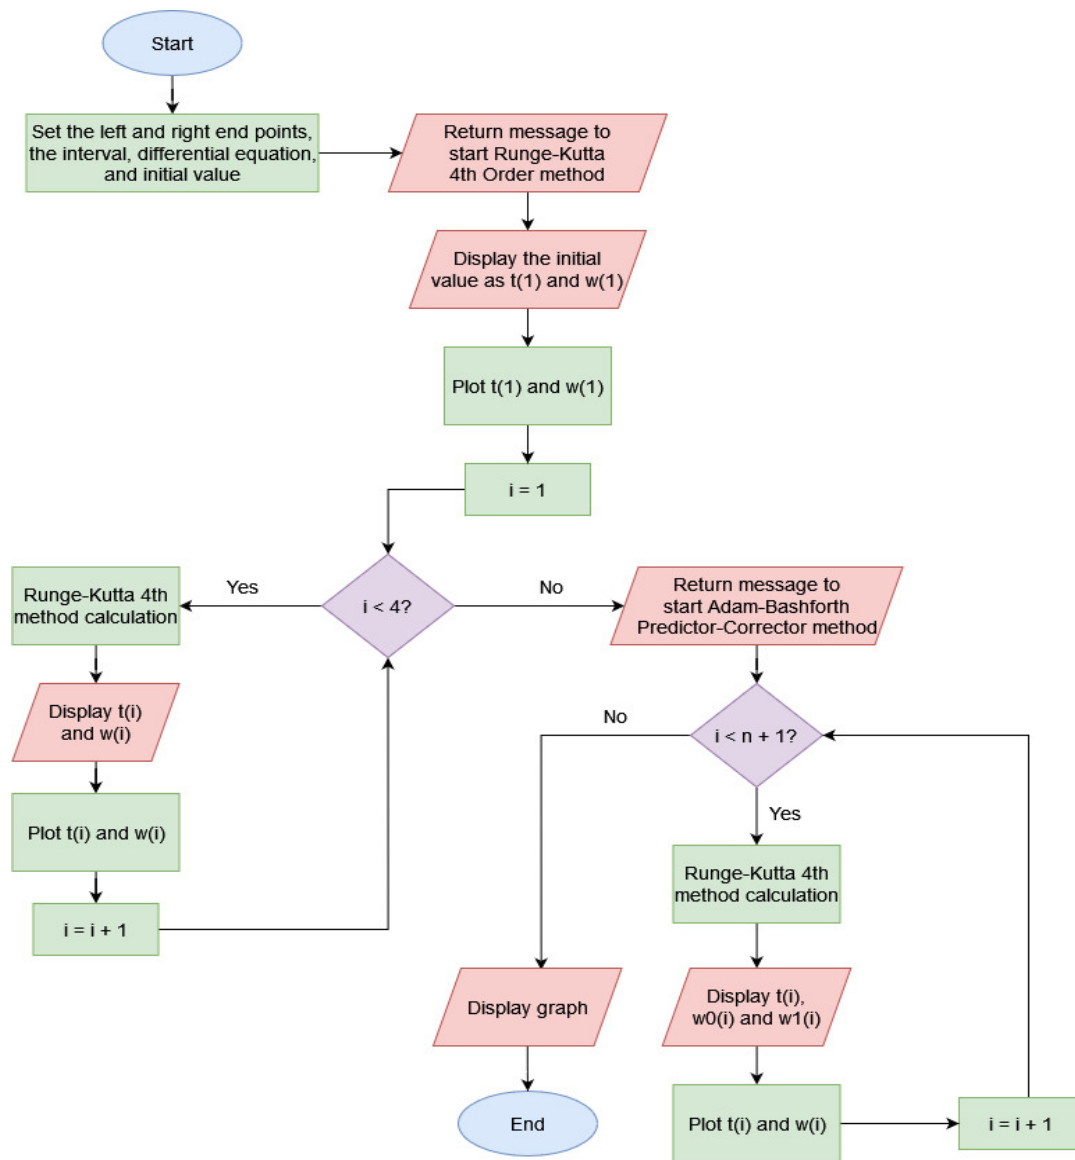 Start
Set the left and right end points,
the interval, differential equation,
and initial value
Return message to
start Runge-Kutta
4th Order method
Display the initial
value as t(1) and w(1)
Plot t(1) and w(1)
i = 1
i < 4?
Yes
No
Runge-Kutta 4th
method calculation
Display t(i)
and w(i)
Plot t(i) and w(i)
i = i + 1
Return message to
start Adam-Bashforth
Predictor-Corrector method
i < n + 1?
No
Yes
Runge-Kutta 4th
method calculation
Display t(i),
w0(i) and w1(i)
Plot t(i) and w(i)
i = i + 1
Display graph
End